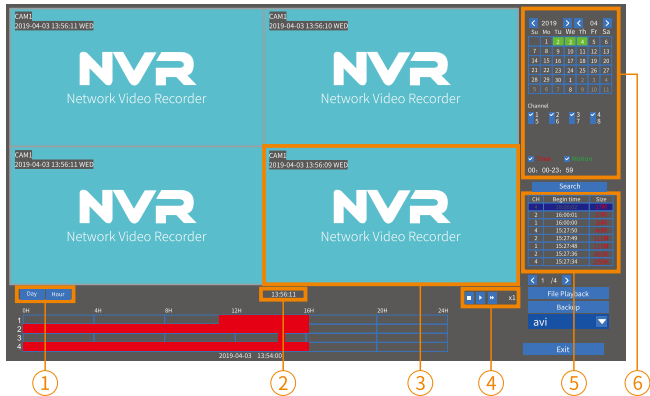 CAM1
2019-04-03 13:56:11 WED
NVR
Network Video Recorder
CAM1
2019-04-03 13:56:10 WED
NVR
Network Video Recorder
CAM1
2019-04-03 13:56:11 WED
NVR
Network Video Recorder
CAM1
2019-04-03 13:56:09 WED
NVR
Network Video Recorder
< 2019 > < 04 >
Su Mo Tu We Th Fr Sa
1 2 3 4 5 6
7 8 9 10 11 12 13
14 15 16 17 18 19 20
21 22 23 24 25 26 27
28 29 30 1 2 3 4
5 6 7 8 9 10 11
Channel
1 2 3 4
5 6 7 8
Motion
00: 00-23: 59
Search
CH Begin time Size
4 16:00:02
2 16:00:01
1 16:00:00
4 15:27:50
2 15:27:49
1 15:27:48
2 15:27:36
4 15:27:34
< 1 /4 >
File Playback
Backup
avi
Exit
Day Hour
13:56:11
x1
0H 4H 8H 12H 16H 20H 24H
1
2
3
4
2019-04-03 13:54:00
1 2 3 4 5 6